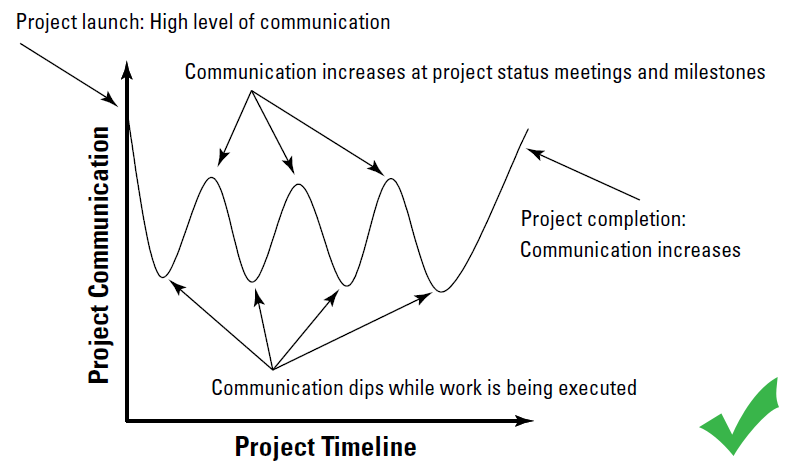 Project launch: High level of communication
Communication increases at project status meetings and milestones
Project Communication
Project completion:
Communication increases
Communication dips while work is being executed
Project Timeline